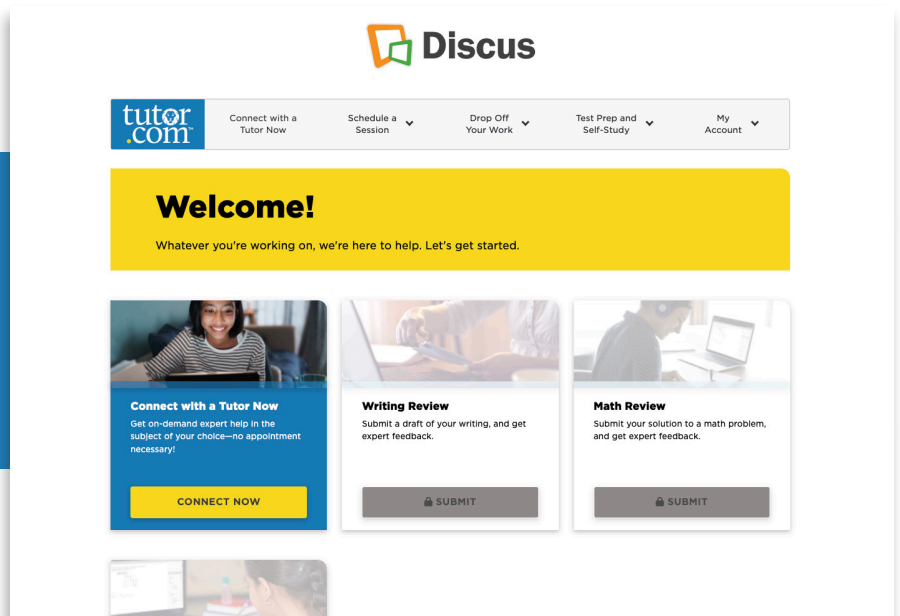 Discus
tutor
.com
Connect with a
Tutor Now
Schedule a
Session
Drop Off
Your Work
Test Prep and
Self-Study
My
Account
Welcome!
Whatever you're working on, we're here to help. Let's get started.
Connect with a Tutor Now
Get on-demand expert help in the
subject of your choice—no appointment
necessary!
CONNECT NOW
Writing Review
Submit a draft of your writing, and get
expert feedback.
SUBMIT
Math Review
Submit your solution to a math problem,
and get expert feedback.
SUBMIT